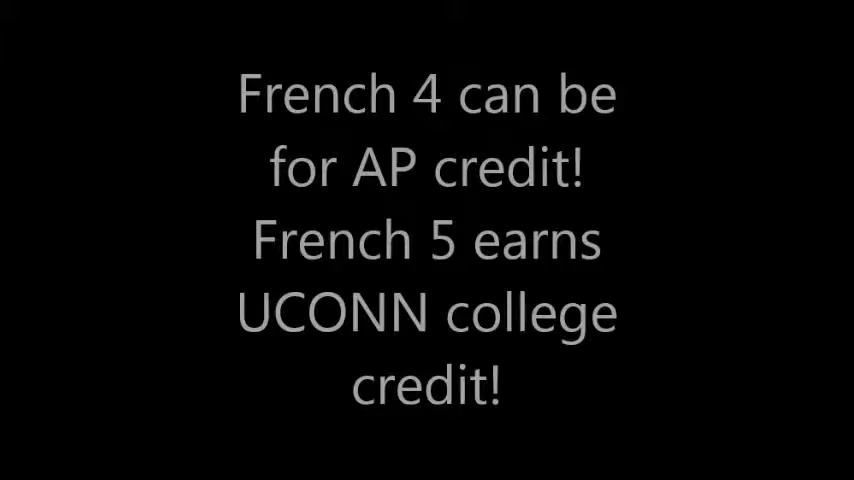 French 4 can be
for AP credit!
French 5 earns
UCONN college
credit!